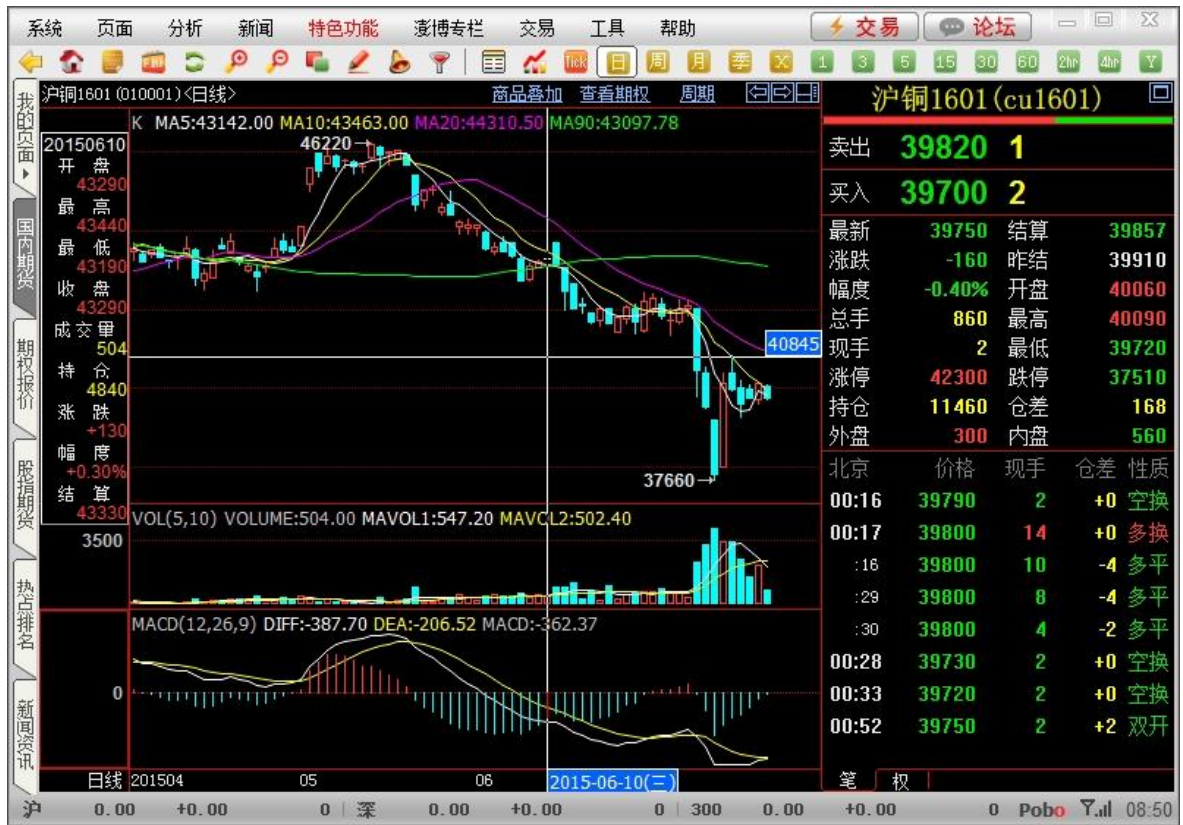 系统 页面 分析 新闻 特色功能 澎博专栏 交易 工具 帮助 交易 论坛
Tick 日 周 月 季 X 1 3 5 15 30 60 2hr 4hr Y
我的页面
国内期货
期权报价
股指期货
热点排名
新闻资讯
沪铜1601 (010001)<日线> 商品叠加 查看期权 周期
K MA5:43142.00 MA10:43463.00 MA20:44310.50 MA90:43097.78
20150610
开 盘
43290
最 高
43440
最 低
43190
收 盘
43290
成交量
504
持 仓
4840
涨 跌
+130
幅 度
+0.30%
结 算
43330
46220
40845
37660
VOL(5,10) VOLUME:504.00 MAVOL1:547.20 MAVOL2:502.40
3500
MACD(12,26,9) DIFF:-387.70 DEA:-206.52 MACD:-362.37
0
日线 201504 05 06 2015-06-10(三)
沪铜1601(cu1601)
卖出 39820 1
买入 39700 2
最新 39750 结算 39857
涨跌 -160 昨结 39910
幅度 -0.40% 开盘 40060
总手 860 最高 40090
现手 2 最低 39720
涨停 42300 跌停 37510
持仓 11460 仓差 168
外盘 300 内盘 560
北京 价格 现手 仓差 性质
00:16 39790 2 +0 空换
00:17 39800 14 +0 多换
:16 39800 10 -4 多平
:29 39800 8 -4 多平
:30 39800 4 -2 多平
00:28 39730 2 +0 空换
00:33 39720 2 +0 空换
00:52 39750 2 +2 双开
笔 权
沪 0.00 +0.00 0 深 0.00 +0.00 0 300 0.00 +0.00 0 Pobo 08:50